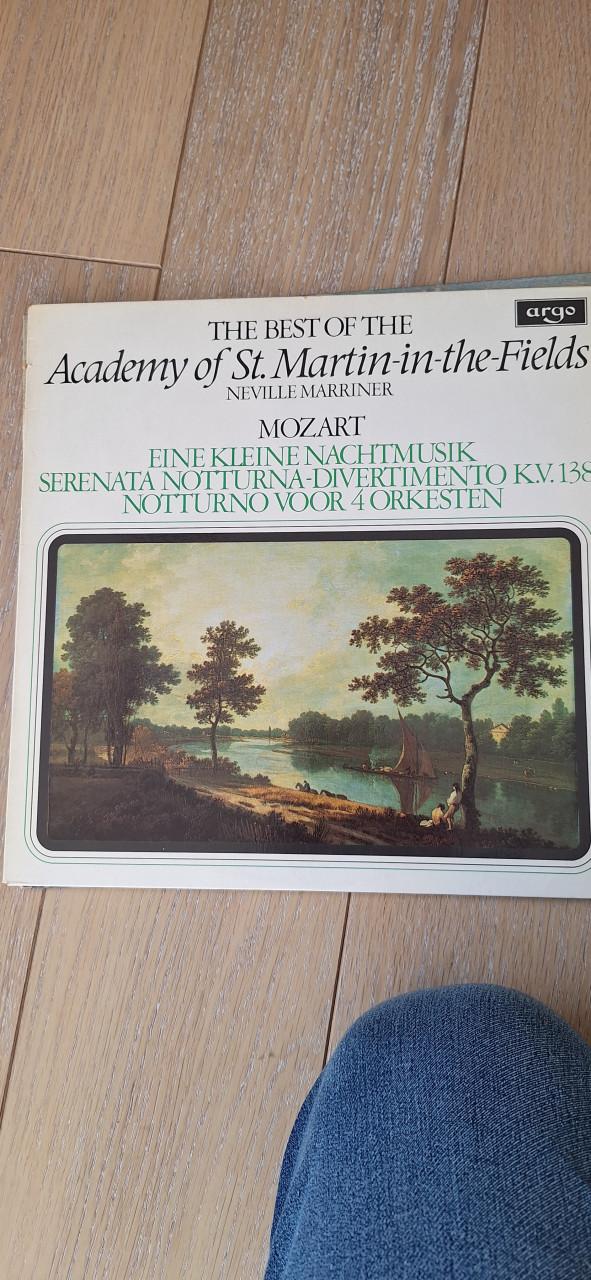 argo
THE BEST OF THE
Academy of St. Martin-in-the-Fields
NEVILLE MARRINER
MOZART
EINE KLEINE NACHTMUSIK
SERENATA NOTTURNA-DIVERTIMENTO K.V. 138
NOTTURNO VOOR 4 ORKESTEN